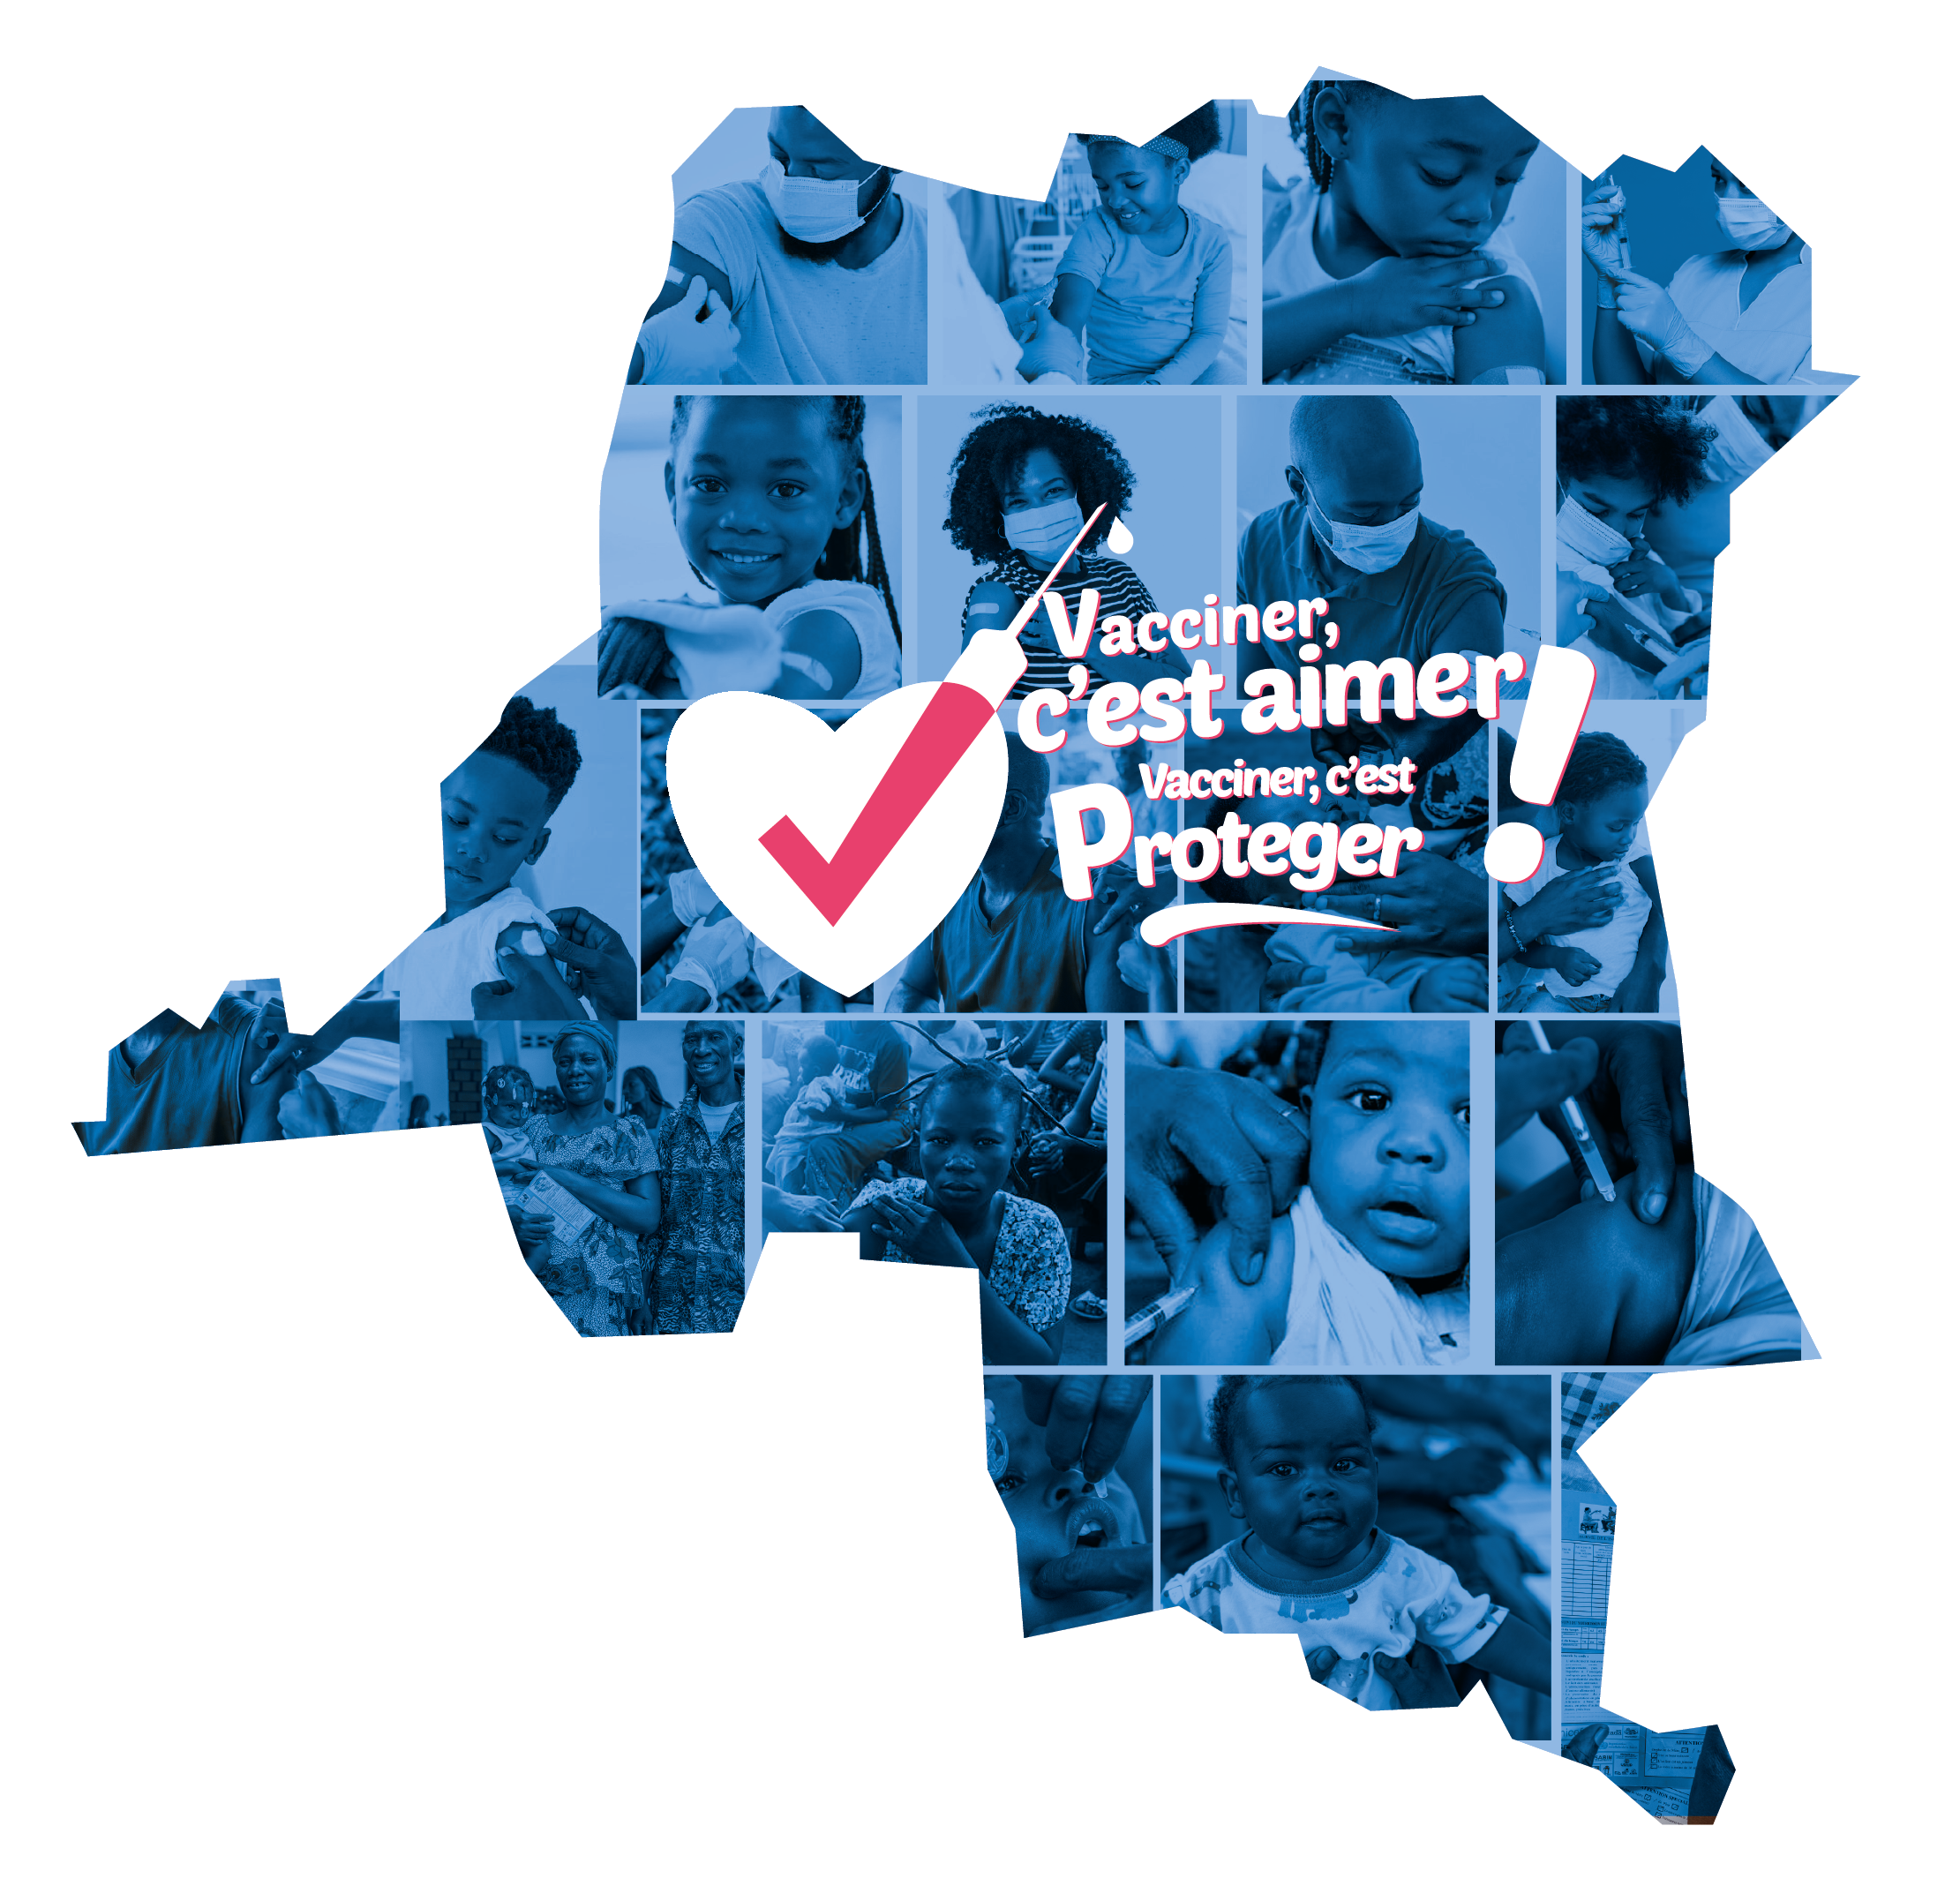 Vacciner,
c'est aimer !
Vacciner, c'est
Proteger